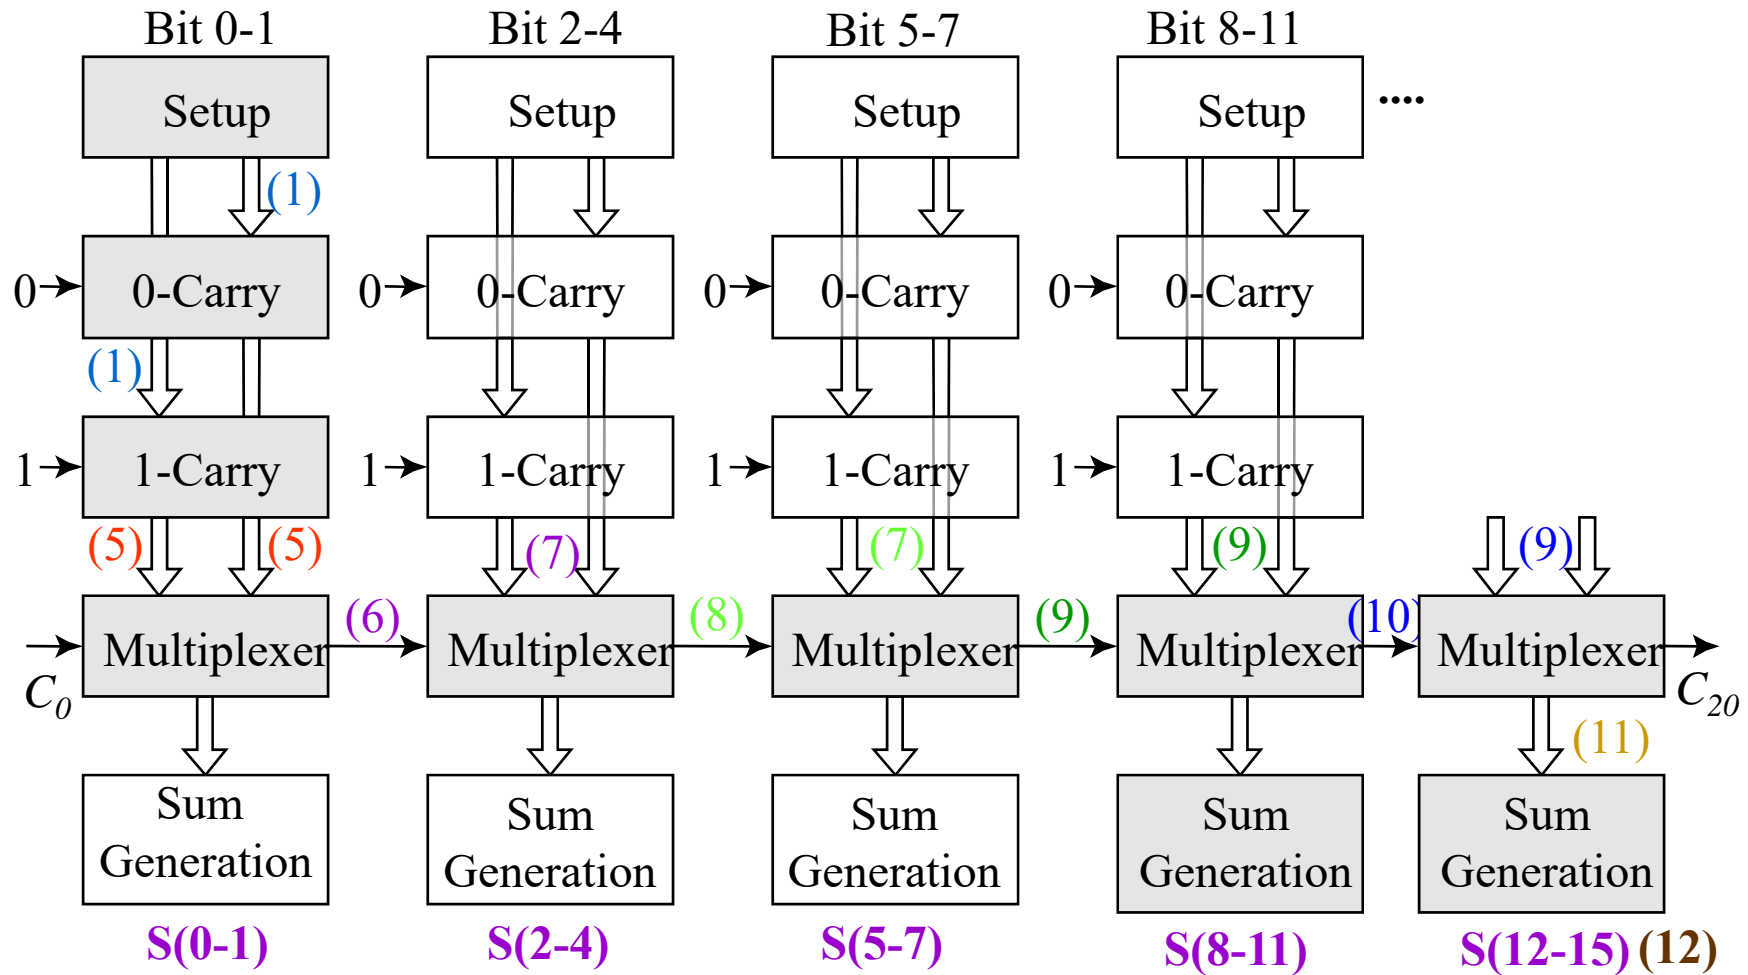 Bit 0-1 Bit 2-4 Bit 5-7 Bit 8-11
Setup Setup Setup Setup ....
(1)
0 0-Carry 0 0-Carry 0 0-Carry 0 0-Carry
(1)
1 1-Carry 1 1-Carry 1 1-Carry 1 1-Carry
(5) (5) (7) (7) (9) (9)
(6) (8) (9) (10)
Multiplexer Multiplexer Multiplexer Multiplexer Multiplexer
C0 C20
(11)
Sum Sum Sum Sum Sum
Generation Generation Generation Generation Generation
S(0-1) S(2-4) S(5-7) S(8-11) S(12-15) (12)